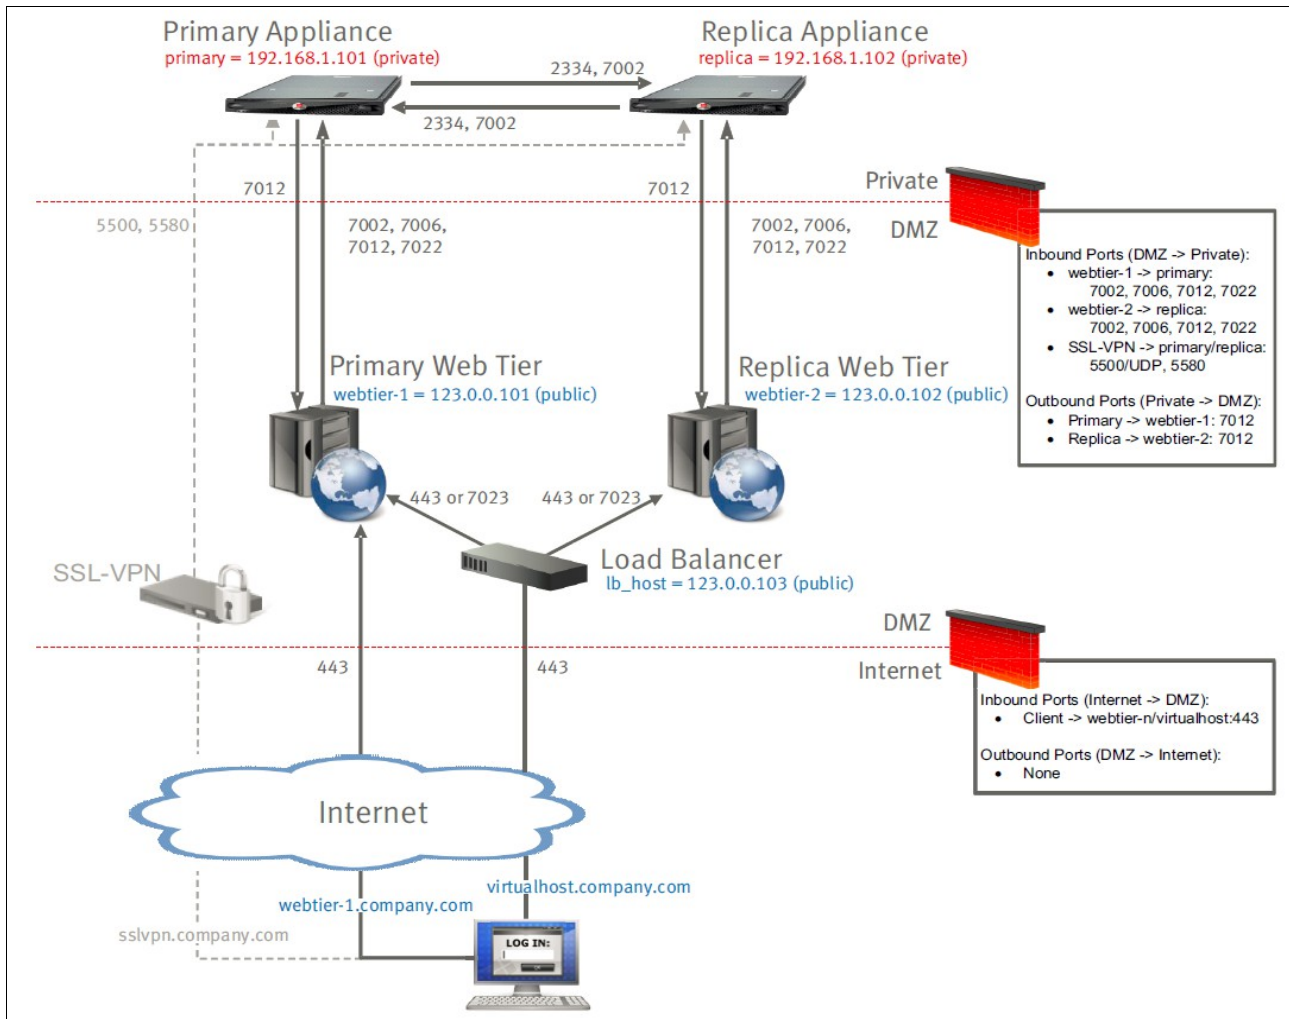 Primary Appliance
primary = 192.168.1.101 (private)
Replica Appliance
replica = 192.168.1.102 (private)
2334, 7002
2334, 7002
7012
7012
Private
DMZ
5500, 5580
7002, 7006,
7012, 7022
7002, 7006,
7012, 7022
Inbound Ports (DMZ -> Private):
• webtier-1 -> primary:
7002, 7006, 7012, 7022
• webtier-2 -> replica:
7002, 7006, 7012, 7022
• SSL-VPN -> primary/replica:
5500/UDP, 5580
Outbound Ports (Private -> DMZ):
• Primary -> webtier-1: 7012
• Replica -> webtier-2: 7012
Primary Web Tier
webtier-1 = 123.0.0.101 (public)
Replica Web Tier
webtier-2 = 123.0.0.102 (public)
443 or 7023
443 or 7023
SSL-VPN
Load Balancer
lb_host = 123.0.0.103 (public)
DMZ
Internet
443
443
Inbound Ports (Internet -> DMZ):
• Client -> webtier-n/virtualhost:443
Outbound Ports (DMZ -> Internet):
• None
Internet
virtualhost.company.com
webtier-1.company.com
sslvpn.company.com
LOG IN: